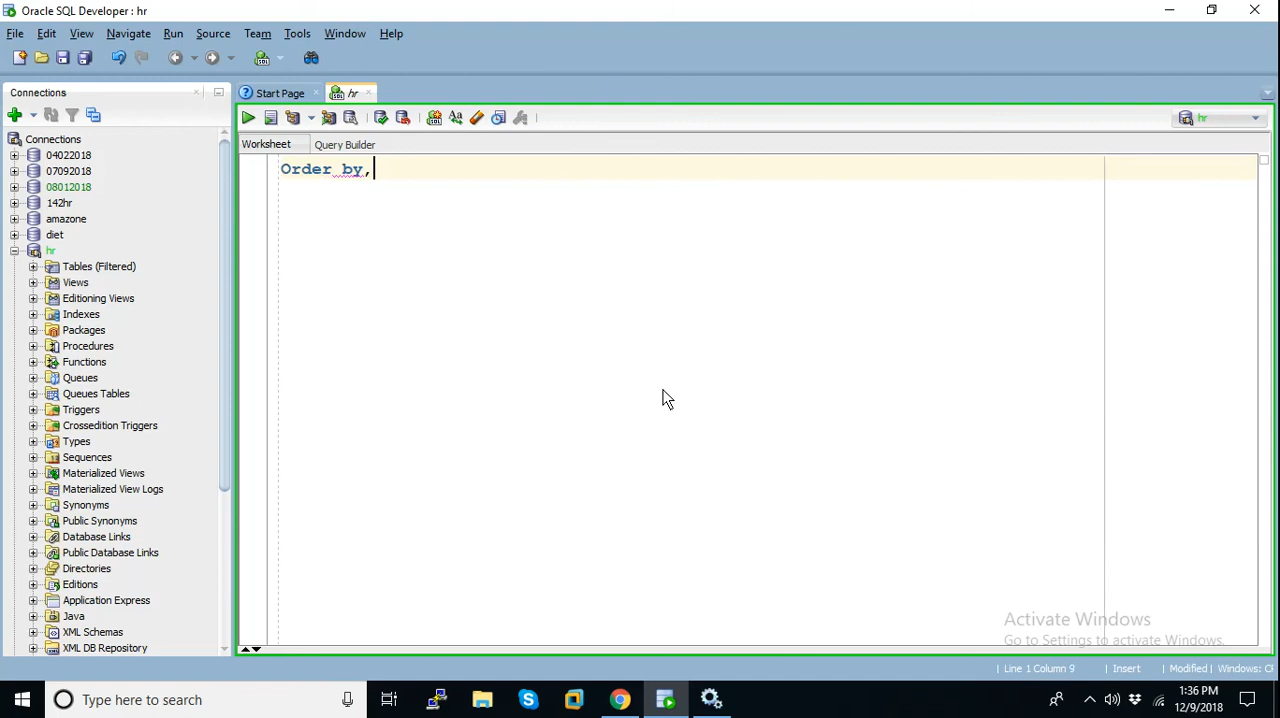 Oracle SQL Developer : hr
File Edit View Navigate Run Source Team Tools Window Help
Connections
Start Page
hr
hr
Worksheet
Query Builder
Connections
04022018
07092018
08012018
142hr
amazone
diet
hr
Tables (Filtered)
Views
Editioning Views
Indexes
Packages
Procedures
Functions
Queues
Queues Tables
Triggers
Crossedition Triggers
Types
Sequences
Materialized Views
Materialized View Logs
Synonyms
Public Synonyms
Database Links
Public Database Links
Directories
Editions
Application Express
Java
XML Schemas
XML DB Repository
Order by,
Activate Windows
Go to Settings to activate Windows.
Line 1 Column 9
Insert
Modified
Windows: CF
Type here to search
1:36 PM
12/9/2018